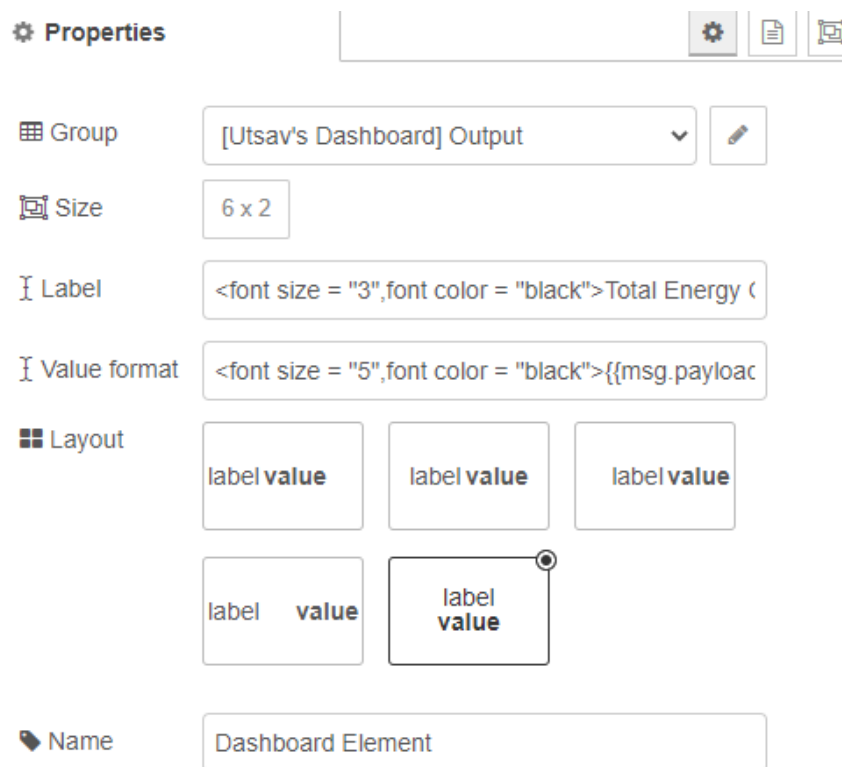 Properties
Group
[Utsav's Dashboard] Output
Size
6 x 2
Label
<font size = "3",font color = "black">Total Energy
Value format
<font size = "5",font color = "black">{{msg.payload
Layout
label value
label value
label value
label value
label
value
Name
Dashboard Element